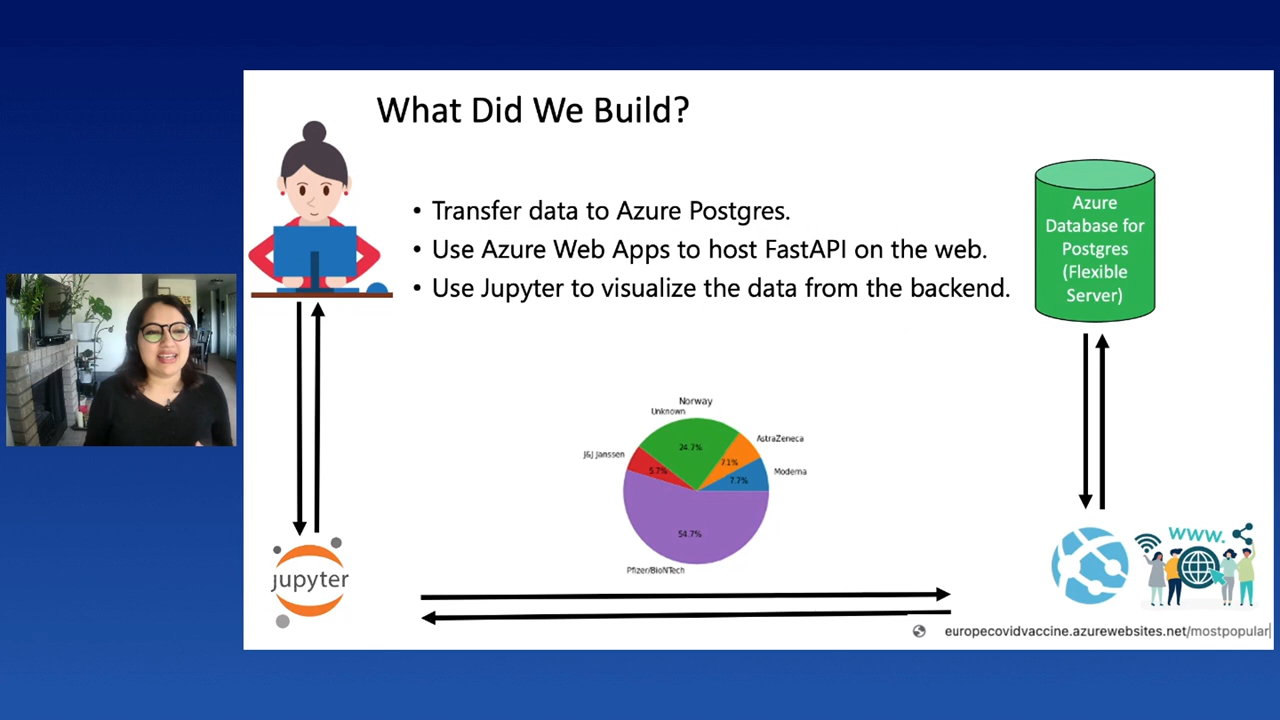 What Did We Build?
• Transfer data to Azure Postgres.
• Use Azure Web Apps to host FastAPI on the web.
• Use Jupyter to visualize the data from the backend.
Azure
Database for
Postgres
(Flexible
Server)
Norway
Unknown
24.7%
AstraZeneca
7.1%
J&J Janssen
5.7%
Moderna
7.7%
54.7%
Pfizer/BioNTech
jupyter
www.
europecovidvaccine.azurewebsites.net/mostpopular